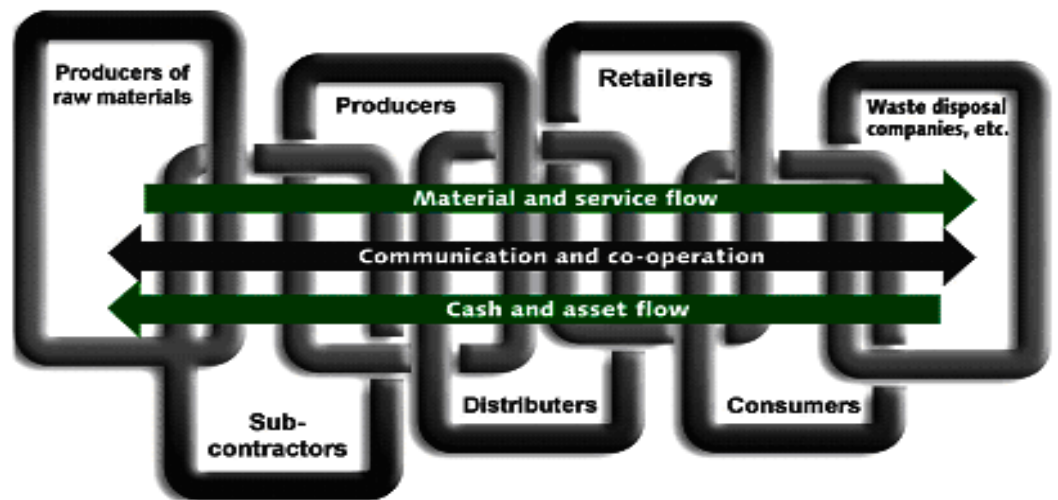 Producers of
raw materials
Producers
Retailers
Waste disposal
companies, etc.
Material and service flow
Communication and co-operation
Cash and asset flow
Sub-
contractors
Distributers
Consumers